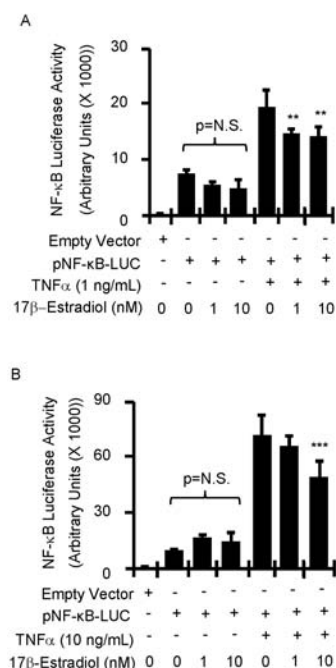 A
NF-κB Luciferase Activity
(Arbitrary Units (X 1000))
30
20
10
0
p=N.S.
** **
Empty Vector + - - - - - -
pNF-κB-LUC - + + + + + +
TNFα (1 ng/mL) - - - - + + +
17β–Estradiol (nM) 0 0 1 10 0 1 10
B
NF-κB Luciferase Activity
(Arbitrary Units (X 1000))
90
60
30
0
p=N.S.
***
Empty Vector + - - - - - -
pNF-κB-LUC - + + + + + +
TNFα (10 ng/mL) - - - - + + +
17β–Estradiol (nM) 0 0 1 10 0 1 10